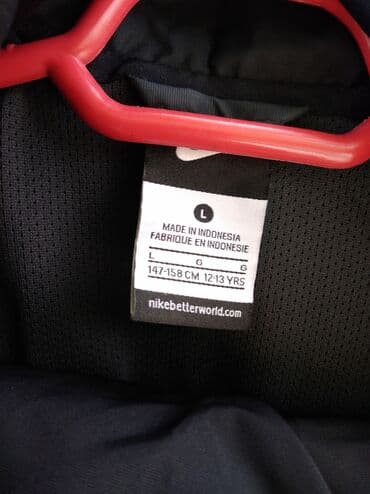 L
MADE IN INDONESIA
FABRIQUE EN INDONESIE
L G G
147-158 CM 12-13 YRS
nikebetterworld.com